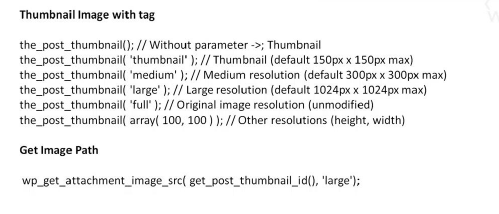 Thumbnail Image with tag
the_post_thumbnail(); // Without parameter ->; Thumbnail
the_post_thumbnail( 'thumbnail' ); // Thumbnail (default 150px x 150px max)
the_post_thumbnail( 'medium' ); // Medium resolution (default 300px x 300px max)
the_post_thumbnail( 'large' ); // Large resolution (default 1024px x 1024px max)
the_post_thumbnail( 'full' ); // Original image resolution (unmodified)
the_post_thumbnail( array( 100, 100 ) ); // Other resolutions (height, width)
Get Image Path
wp_get_attachment_image_src( get_post_thumbnail_id(), 'large');